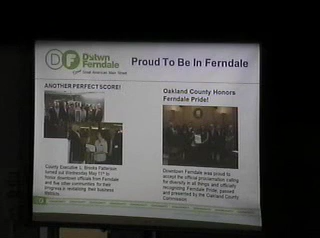 DF D'twn Ferndale
Great American Main Street
Proud To Be In Ferndale
ANOTHER PERFECT SCORE!
County Executive L. Brooks Patterson
turned out Wednesday May 11th to
honor downtown officials from Ferndale
and five other communities for their
progress in revitalizing their business
districts.
Oakland County Honors
Ferndale Pride!
Downtown Ferndale was proud to
accept the official proclamation calling
for diversity in all things and officially
recognizing Ferndale Pride, passed
and presented by the Oakland County
Commission.